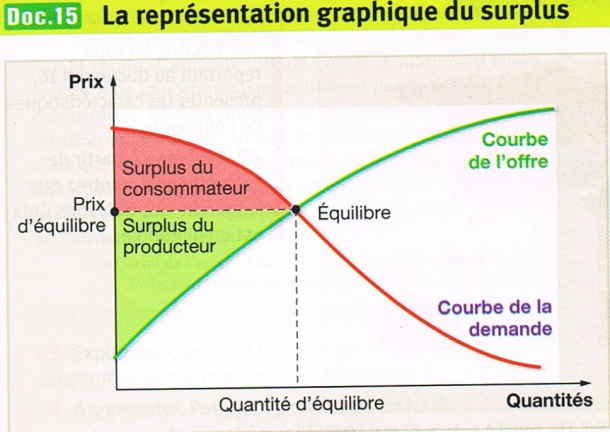 Doc.15 La représentation graphique du surplus
Prix
Courbe
de l'offre
Surplus du
consommateur
Prix
d'équilibre
Équilibre
Surplus du
producteur
Courbe de la
demande
Quantité d'équilibre
Quantités